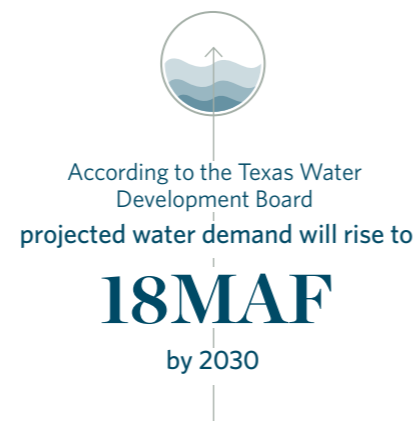 According to the Texas Water
Development Board
projected water demand will rise to
18MAF
by 2030